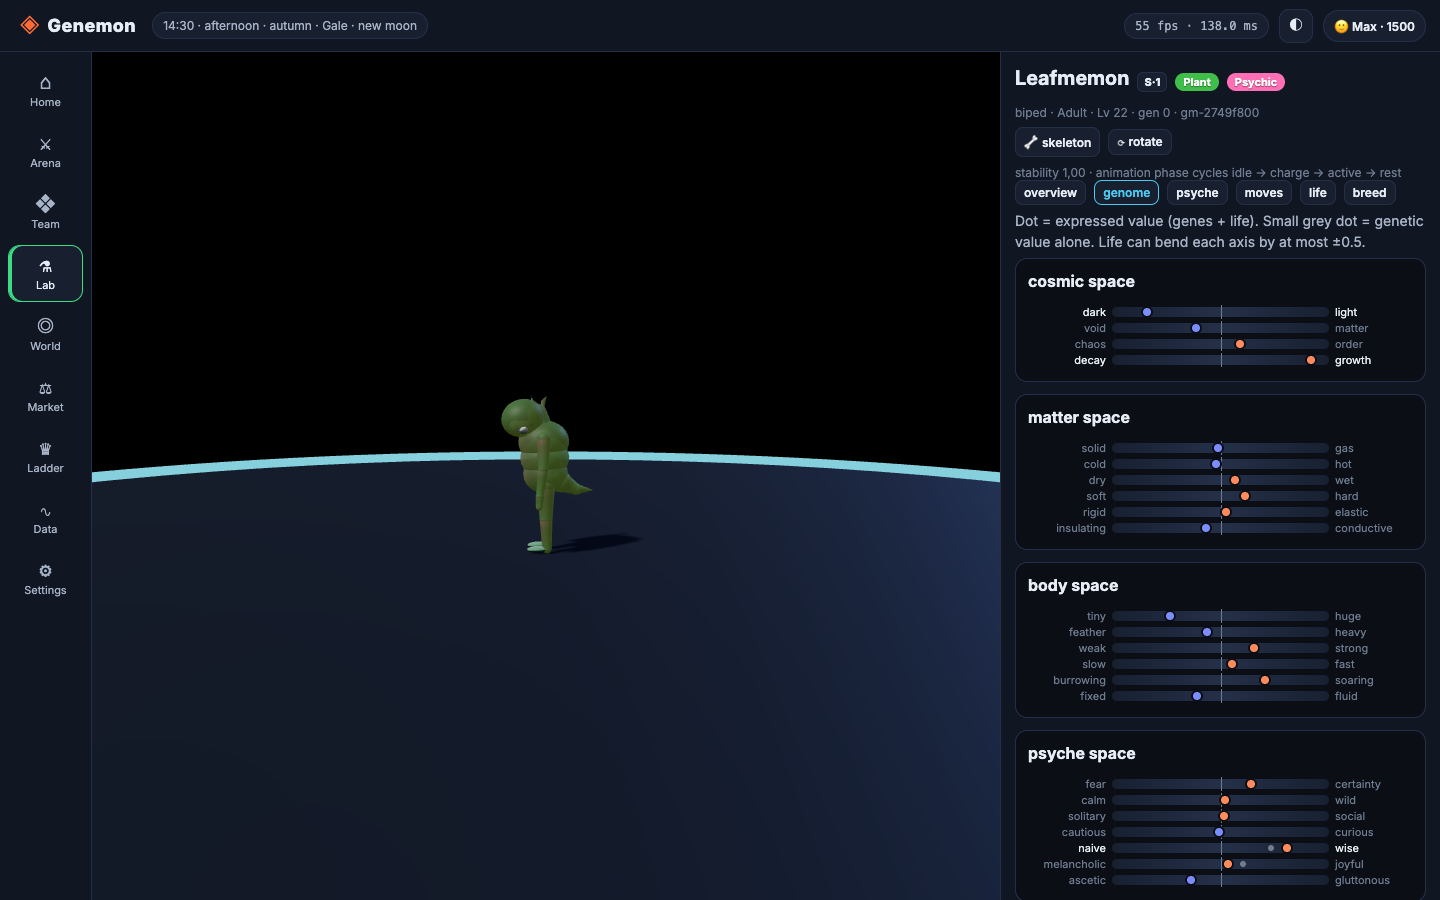 Genemon
14:30 · afternoon · autumn · Gale · new moon
55 fps · 138.0 ms
Max · 1500
Home
Arena
Team
Lab
World
Market
Ladder
Data
Settings
Leafmemon S·1 Plant Psychic
biped · Adult · Lv 22 · gen 0 · gm-2749f800
skeleton rotate
stability 1,00 · animation phase cycles idle → charge → active → rest
overview genome psyche moves life breed
Dot = expressed value (genes + life). Small grey dot = genetic
value alone. Life can bend each axis by at most ±0.5.
cosmic space
dark light
void matter
chaos order
decay growth
matter space
solid gas
cold hot
dry wet
soft hard
rigid elastic
insulating conductive
body space
tiny huge
feather heavy
weak strong
slow fast
burrowing soaring
fixed fluid
psyche space
fear certainty
calm wild
solitary social
cautious curious
naive wise
melancholic joyful
ascetic gluttonous